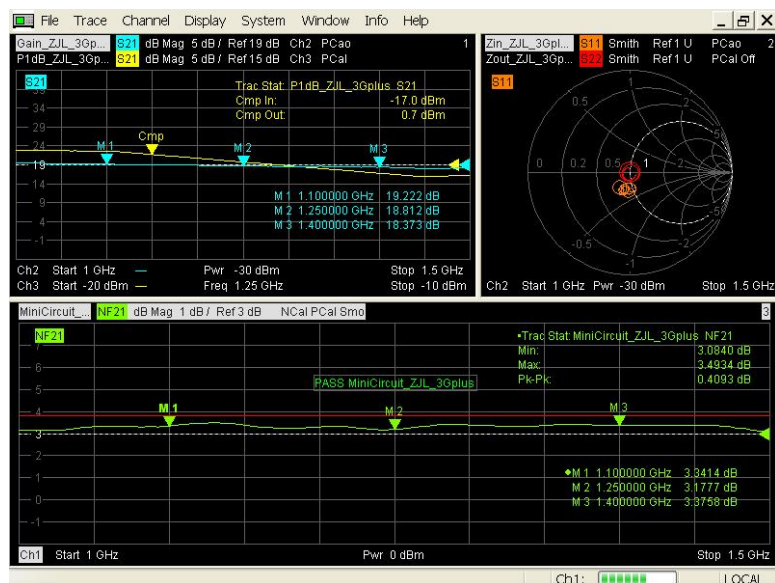 File Trace Channel Display System Window Info Help
Gain_ZJL_3Gp... S21 dB Mag 5 dB / Ref 19 dB Ch2 PCao 1
P1dB_ZJL_3Gp... S21 dB Mag 5 dB / Ref 15 dB Ch3 PCal
S21
Trac Stat: P1dB_ZJL_3Gplus S21
Cmp In: -17.0 dBm
Cmp Out: 0.7 dBm
34
29
Cmp
M 1 M 2 M 3
19
14
9
4
-1
M 1 1.100000 GHz 19.222 dB
M 2 1.250000 GHz 18.812 dB
M 3 1.400000 GHz 18.373 dB
Ch2 Start 1 GHz Pwr -30 dBm Stop 1.5 GHz
Ch3 Start -20 dBm Freq 1.25 GHz Stop -10 dBm
Zin_ZJL_3Gpl... S11 Smith Ref 1 U PCao 2
Zout_ZJL_3Gp... S22 Smith Ref 1 U PCal Off
S11
1
0.5 2
5
0 0.2 0.5 1 2
-5
-0.5 -2
-1
Ch2 Start 1 GHz Pwr -30 dBm Stop 1.5 GHz
MiniCircuit_... NF21 dB Mag 1 dB / Ref 3 dB NCal PCal Smo 3
NF21
Trac Stat: MiniCircuit_ZJL_3Gplus NF21
Min: 3.0840 dB
Max: 3.4934 dB
Pk-Pk: 0.4093 dB
7
6
PASS MiniCircuit_ZJL_3Gplus
5
4
M 1 M 2 M 3
3
2
1
0
-1
M 1 1.100000 GHz 3.3414 dB
M 2 1.250000 GHz 3.1777 dB
M 3 1.400000 GHz 3.3758 dB
Ch1 Start 1 GHz Pwr 0 dBm Stop 1.5 GHz
Ch1: LOCAL